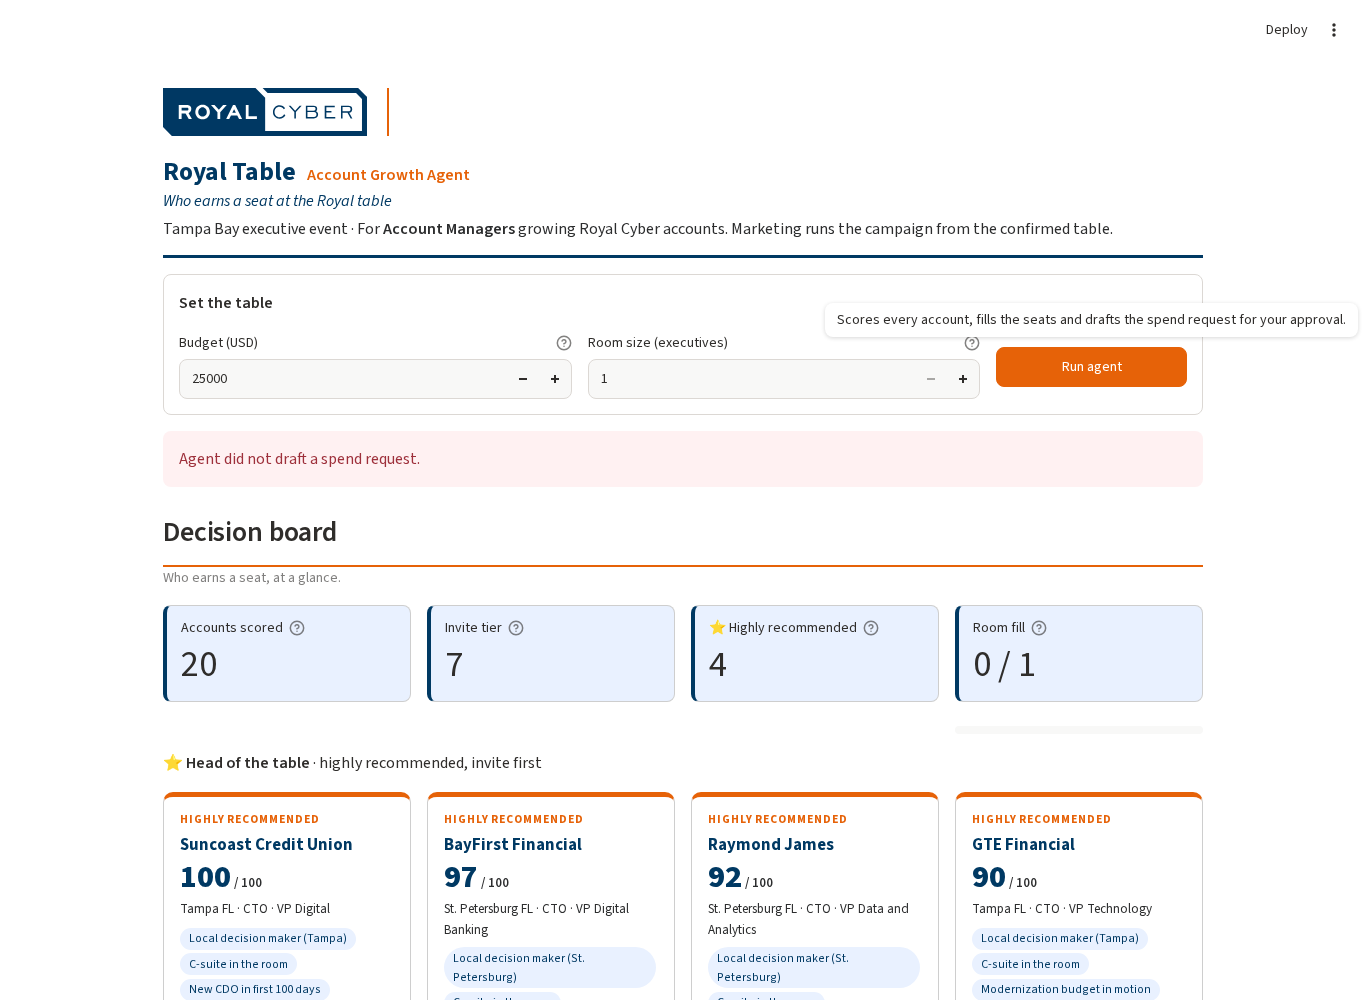 Deploy
ROYAL CYBER
Royal Table Account Growth Agent
Who earns a seat at the Royal table
Tampa Bay executive event · For Account Managers growing Royal Cyber accounts. Marketing runs the campaign from the confirmed table.
Set the table
Scores every account, fills the seats and drafts the spend request for your approval.
Budget (USD)
Room size (executives)
25000
1
Run agent
Agent did not draft a spend request.
Decision board
Who earns a seat, at a glance.
Accounts scored
20
Invite tier
7
⭐ Highly recommended
4
Room fill
0 / 1
⭐ Head of the table · highly recommended, invite first
HIGHLY RECOMMENDED
Suncoast Credit Union
100 / 100
Tampa FL · CTO · VP Digital
Local decision maker (Tampa)
C-suite in the room
New CDO in first 100 days
HIGHLY RECOMMENDED
BayFirst Financial
97 / 100
St. Petersburg FL · CTO · VP Digital
Banking
Local decision maker (St.
Petersburg)
HIGHLY RECOMMENDED
Raymond James
92 / 100
St. Petersburg FL · CTO · VP Data and
Analytics
Local decision maker (St.
Petersburg)
HIGHLY RECOMMENDED
GTE Financial
90 / 100
Tampa FL · CTO · VP Technology
Local decision maker (Tampa)
C-suite in the room
Modernization budget in motion